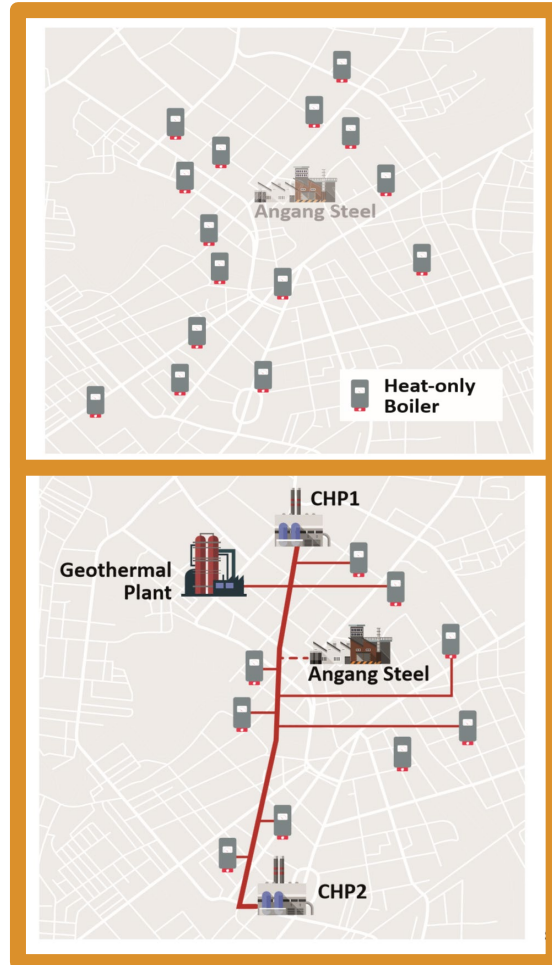 Angang Steel
Heat-only
Boiler
CHP1
Geothermal
Plant
Angang Steel
CHP2